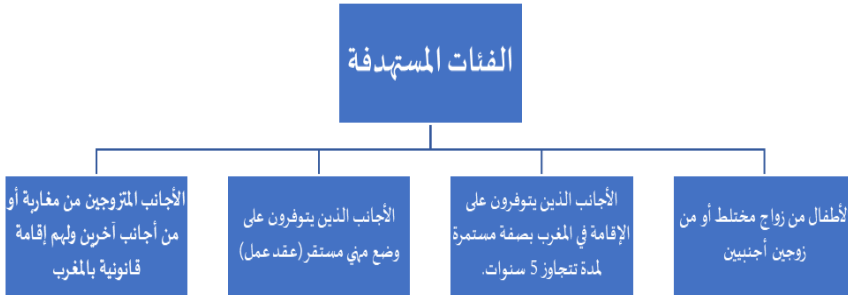 الفئات المستهدفة
لأطفال من زواج مختلط أو من
زوجين أجنبيين
الأجانب الذين يتوفرون على
الإقامة في المغرب بصفة مستمرة
لمدة تتجاوز 5 سنوات.
الأجانب الذين يتوفرون على
وضع مهني مستقر (عقد عمل)
الأجانب المتزوجين من مغاربة أو
من أجانب آخرين ولهم إقامة
قانونية بالمغرب